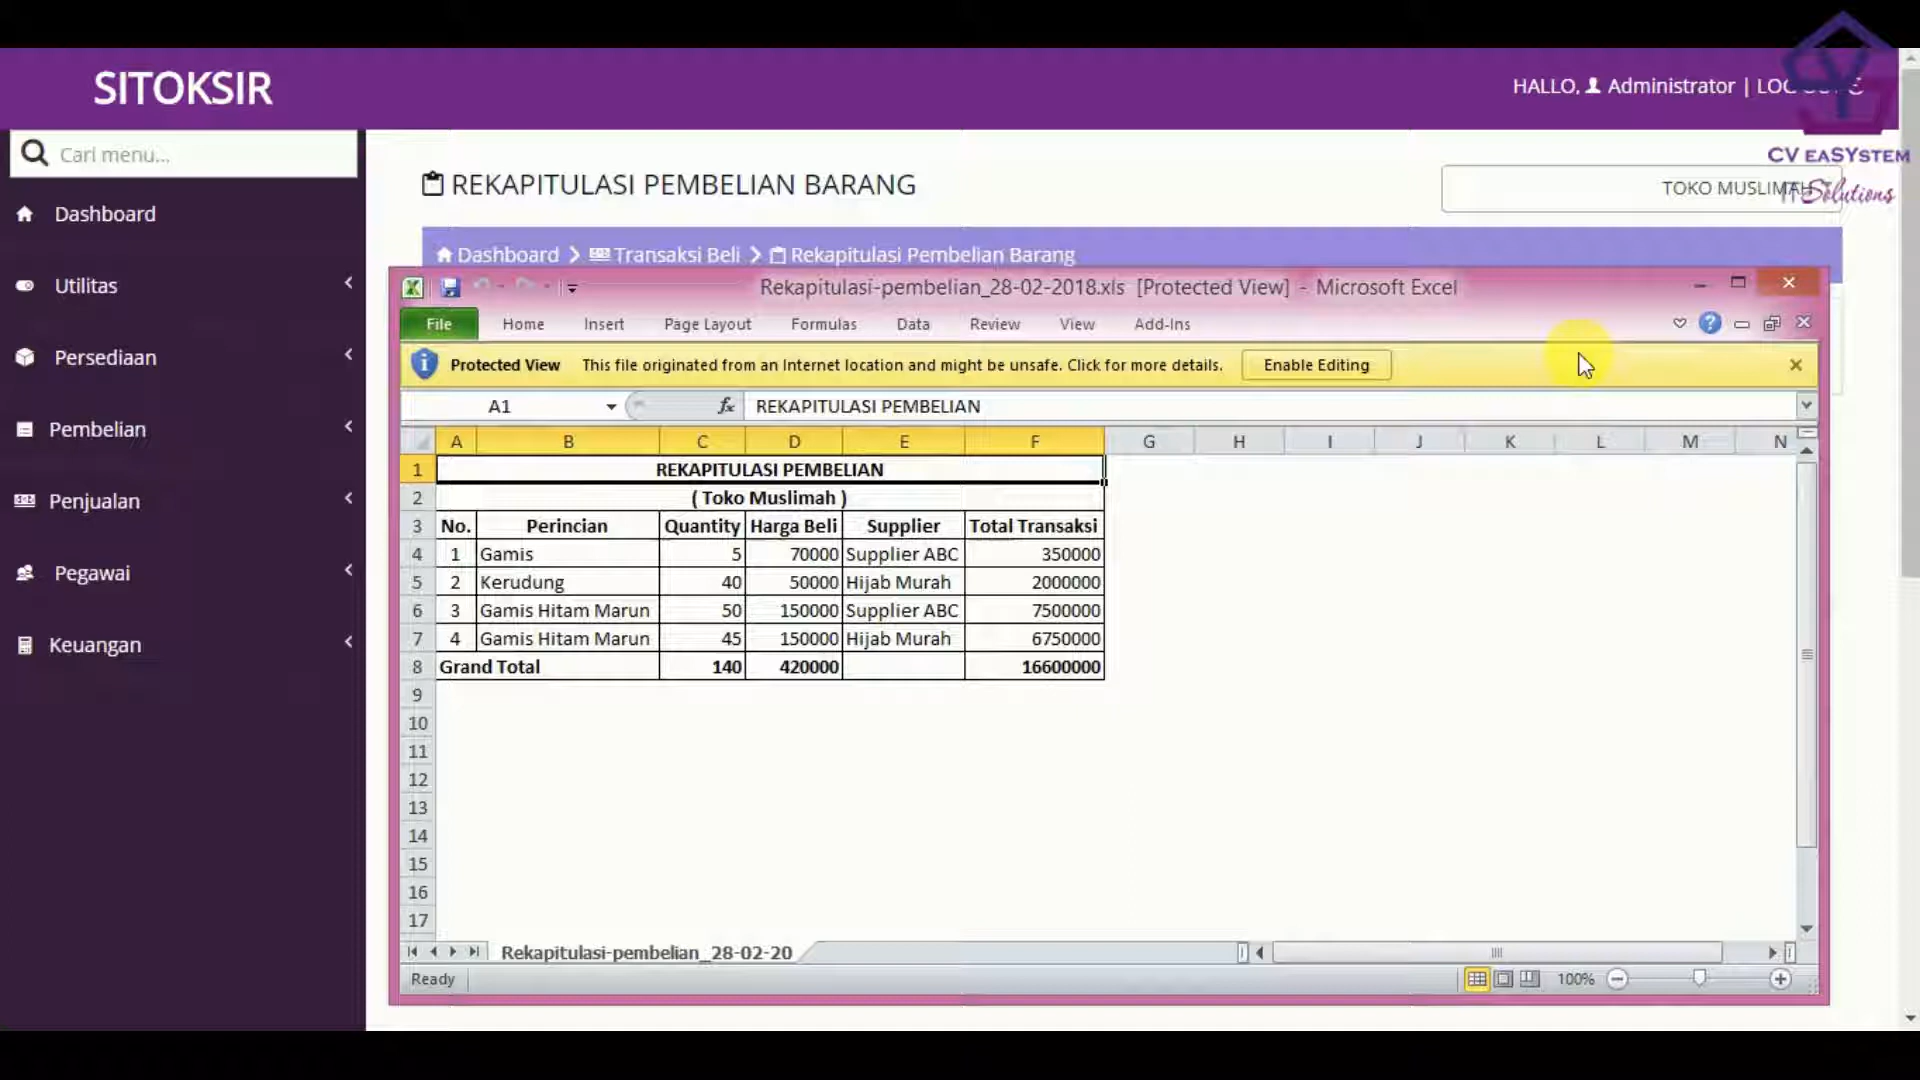 SITOKSIR
HALLO, Administrator | LOG
CV eaSYstem
IT Solutions
Cari menu...
Dashboard
Utilitas
Persediaan
Pembelian
Penjualan
Pegawai
Keuangan
REKAPITULASI PEMBELIAN BARANG
TOKO MUSLIMAH
Dashboard > Transaksi Beli > Rekapitulasi Pembelian Barang
Rekapitulasi-pembelian_28-02-2018.xls [Protected View] - Microsoft Excel
File Home Insert Page Layout Formulas Data Review View Add-Ins
Protected View This file originated from an Internet location and might be unsafe. Click for more details. Enable Editing
A1 fx REKAPITULASI PEMBELIAN
A B C D E F G H I J K L M N
1 REKAPITULASI PEMBELIAN
2 ( Toko Muslimah )
3 No. Perincian Quantity Harga Beli Supplier Total Transaksi
4 1 Gamis 5 70000 Supplier ABC 350000
5 2 Kerudung 40 50000 Hijab Murah 2000000
6 3 Gamis Hitam Marun 50 150000 Supplier ABC 7500000
7 4 Gamis Hitam Marun 45 150000 Hijab Murah 6750000
8 Grand Total 140 420000 16600000
9
10
11
12
13
14
15
16
17
Rekapitulasi-pembelian_28-02-20
Ready 100%